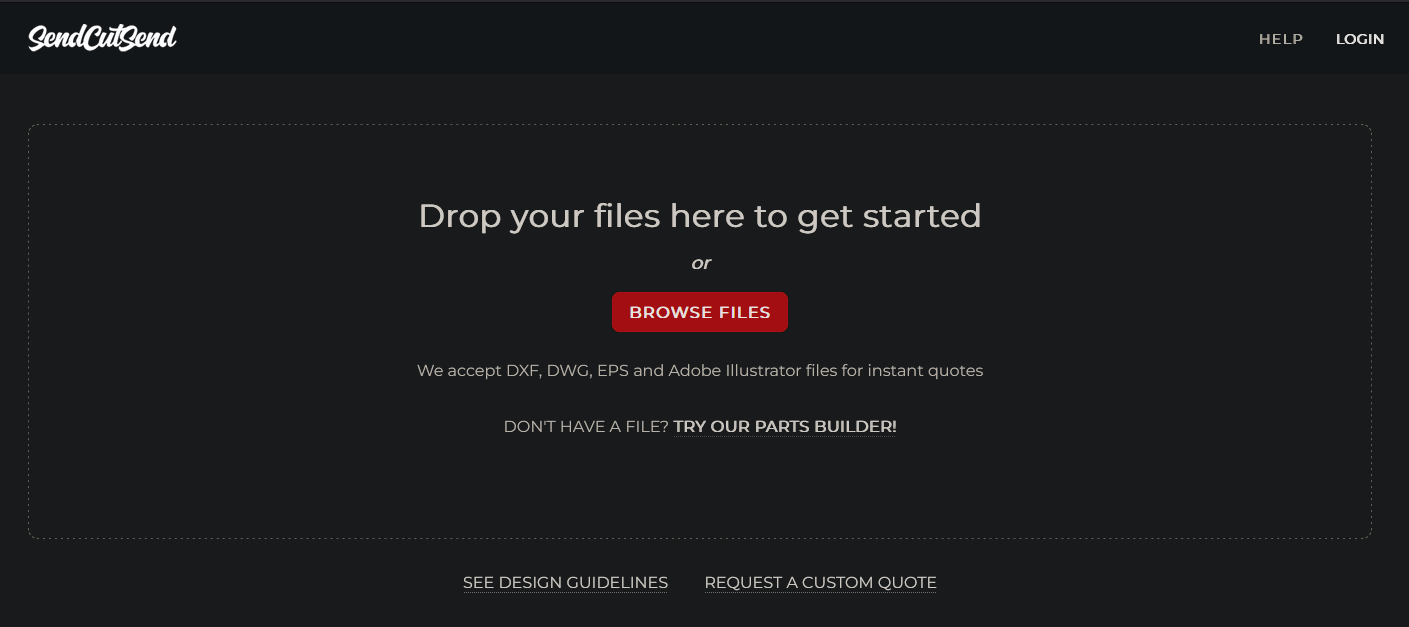 SendCutSend
HELP
LOGIN
Drop your files here to get started
or
BROWSE FILES
We accept DXF, DWG, EPS and Adobe Illustrator files for instant quotes
DON'T HAVE A FILE? TRY OUR PARTS BUILDER!
SEE DESIGN GUIDELINES
REQUEST A CUSTOM QUOTE